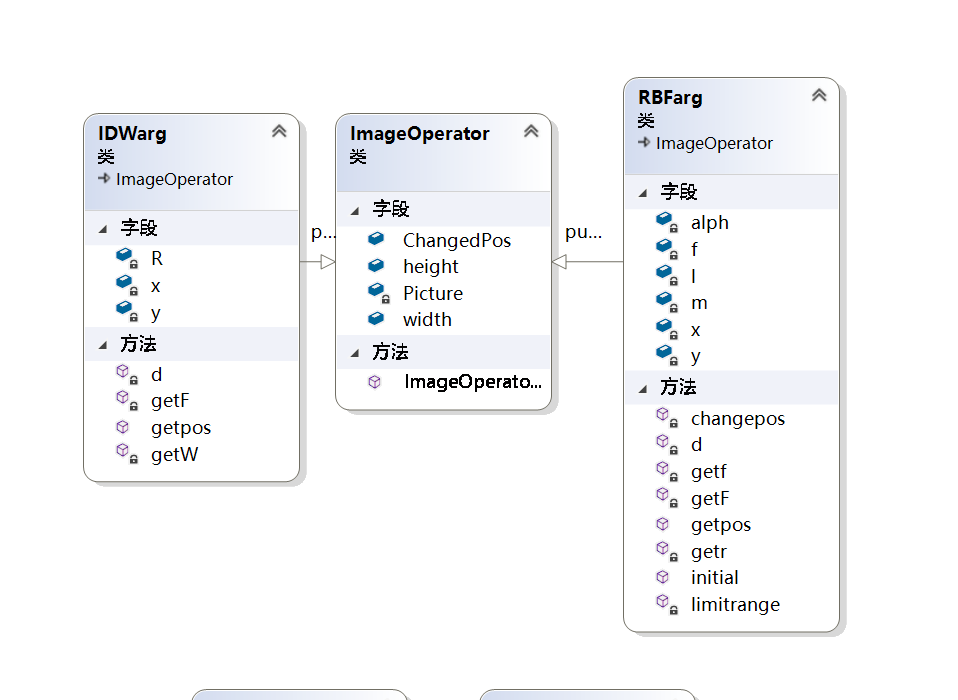 IDWarg
类
ImageOperator
字段
R
x
y
方法
d
getF
getpos
getW
p...
ImageOperator
类
字段
ChangedPos
height
Picture
width
方法
ImageOperato...
pu...
RBFarg
类
ImageOperator
字段
alph
f
l
m
x
y
方法
changepos
d
getf
getF
getpos
getr
initial
limitrange